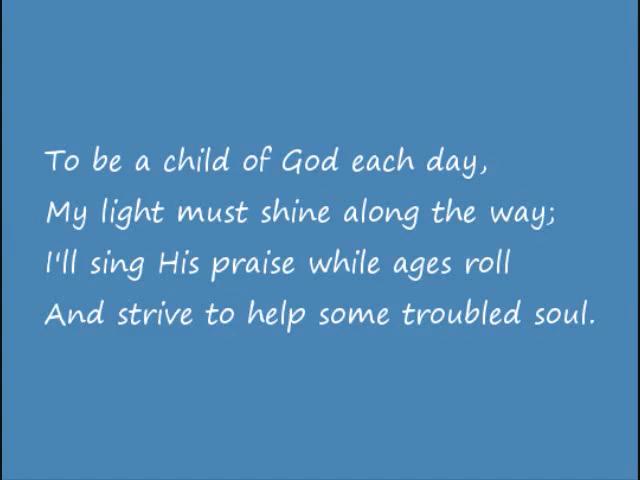 To be a child of God each day,
My light must shine along the way;
I'll sing His praise while ages roll
And strive to help some troubled soul.